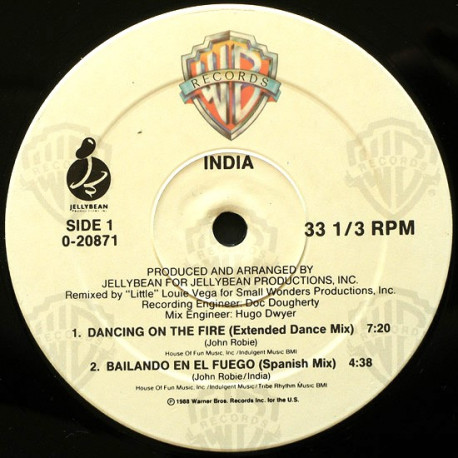 WB
RECORDS
INDIA
JELLYBEAN
PRODUCTIONS, INC.
SIDE 1
0-20871
33 1/3 RPM
PRODUCED AND ARRANGED BY
JELLYBEAN FOR JELLYBEAN PRODUCTIONS, INC.
Remixed by "Little" Louie Vega for Small Wonders Productions, Inc.
Recording Engineer: Doc Dougherty
Mix Engineer: Hugo Dwyer
1. DANCING ON THE FIRE (Extended Dance Mix) 7:20
(John Robie)
House Of Fun Music, Inc./Indulgent Music BMI
2. BAILANDO EN EL FUEGO (Spanish Mix) 4:38
(John Robie/India)
House Of Fun Music, Inc./Indulgent Music/Tribe Rhythm Music BMI
℗ 1988 Warner Bros. Records Inc. for the U.S.